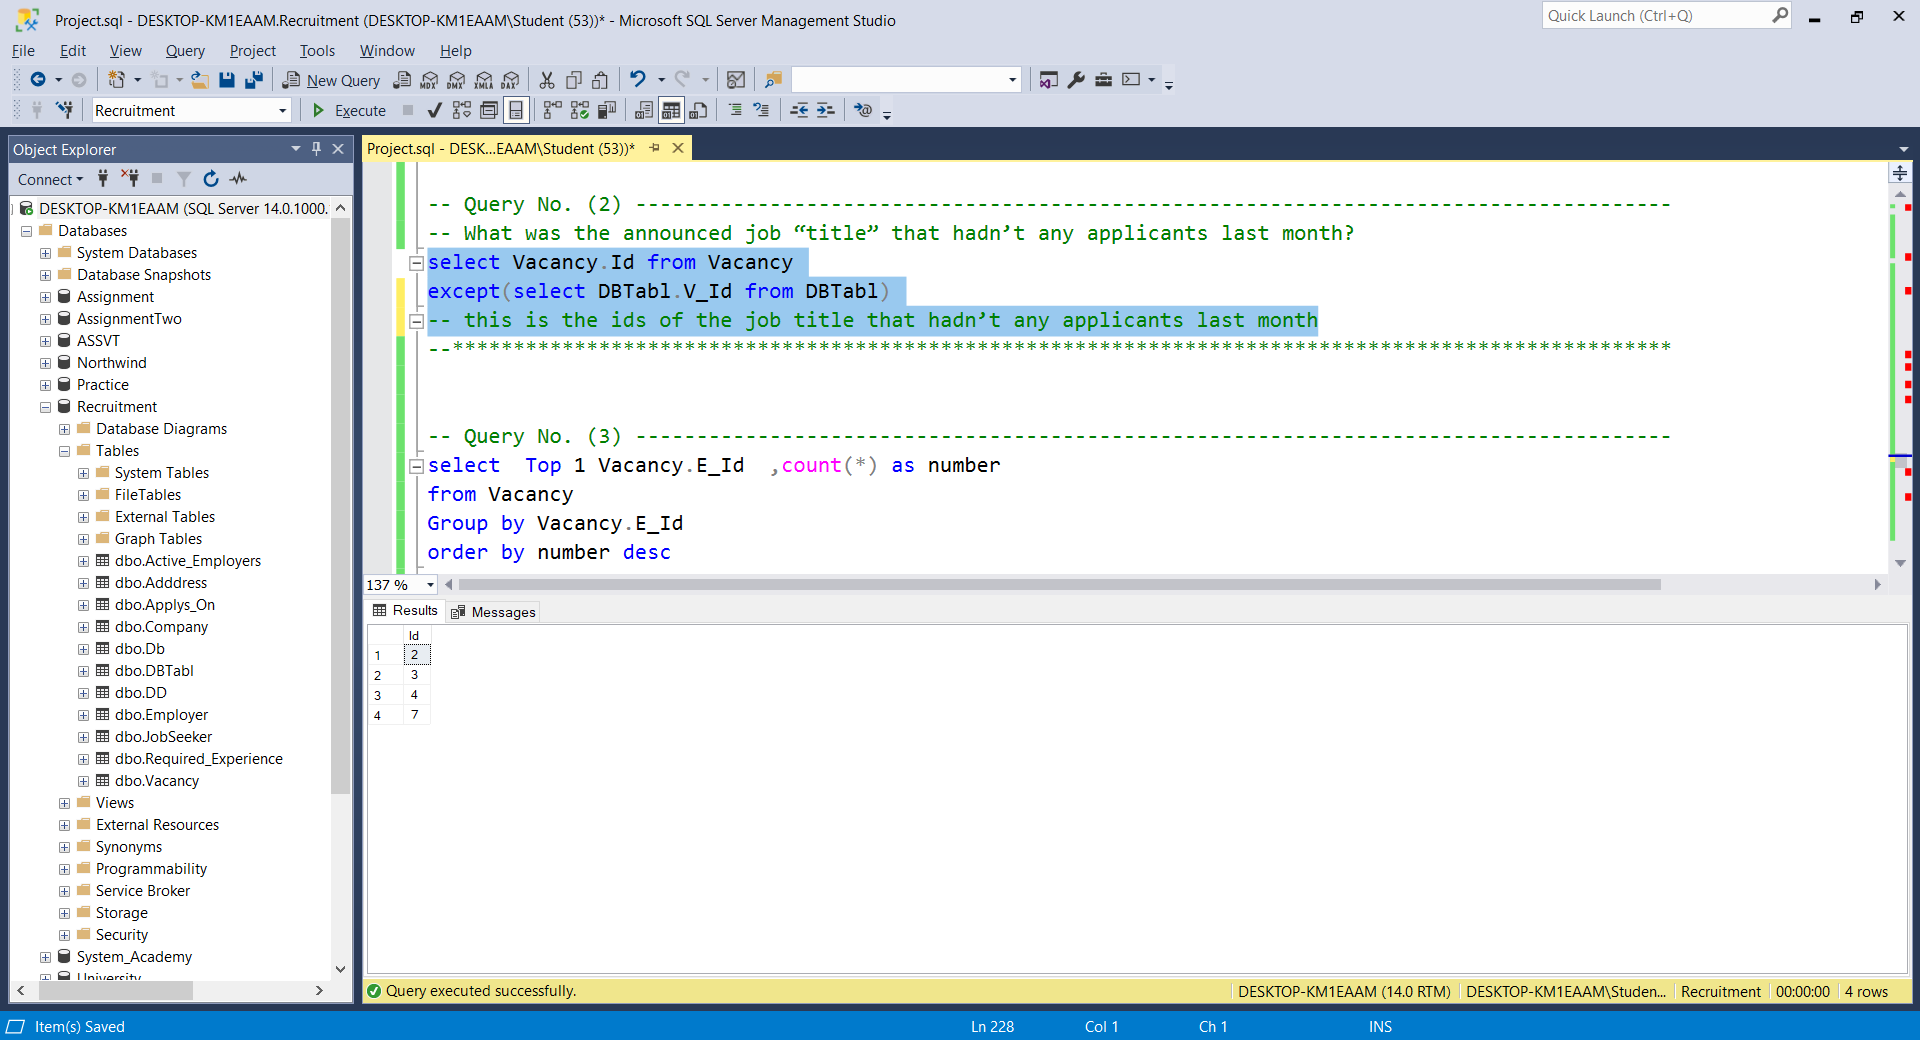 Project.sql - DESKTOP-KM1EAAM.Recruitment (DESKTOP-KM1EAAM\Student (53))* - Microsoft SQL Server Management Studio
Quick Launch (Ctrl+Q)
File Edit View Query Project Tools Window Help
New Query MDX DMX XMLA DAX
Recruitment Execute
Object Explorer
Connect
DESKTOP-KM1EAAM (SQL Server 14.0.1000.
Databases
System Databases
Database Snapshots
Assignment
AssignmentTwo
ASSVT
Northwind
Practice
Recruitment
Database Diagrams
Tables
System Tables
FileTables
External Tables
Graph Tables
dbo.Active_Employers
dbo.Adddress
dbo.Applys_On
dbo.Company
dbo.Db
dbo.DBTabl
dbo.DD
dbo.Employer
dbo.JobSeeker
dbo.Required_Experience
dbo.Vacancy
Views
External Resources
Synonyms
Programmability
Service Broker
Storage
Security
System_Academy
University
Project.sql - DESK...EAAM\Student (53))*
-- Query No. (2) -------------------------------------------------------------------------------------
-- What was the announced job “title” that hadn’t any applicants last month?
select Vacancy.Id from Vacancy
except(select DBTabl.V_Id from DBTabl)
-- this is the ids of the job title that hadn’t any applicants last month
--****************************************************************************************************
-- Query No. (3) -------------------------------------------------------------------------------------
select  Top 1 Vacancy.E_Id  ,count(*) as number
from Vacancy
Group by Vacancy.E_Id
order by number desc
137 %
Results Messages
Id
1 2
2 3
3 4
4 7
Query executed successfully. DESKTOP-KM1EAAM (14.0 RTM) DESKTOP-KM1EAAM\Studen... Recruitment 00:00:00 4 rows
Item(s) Saved Ln 228 Col 1 Ch 1 INS